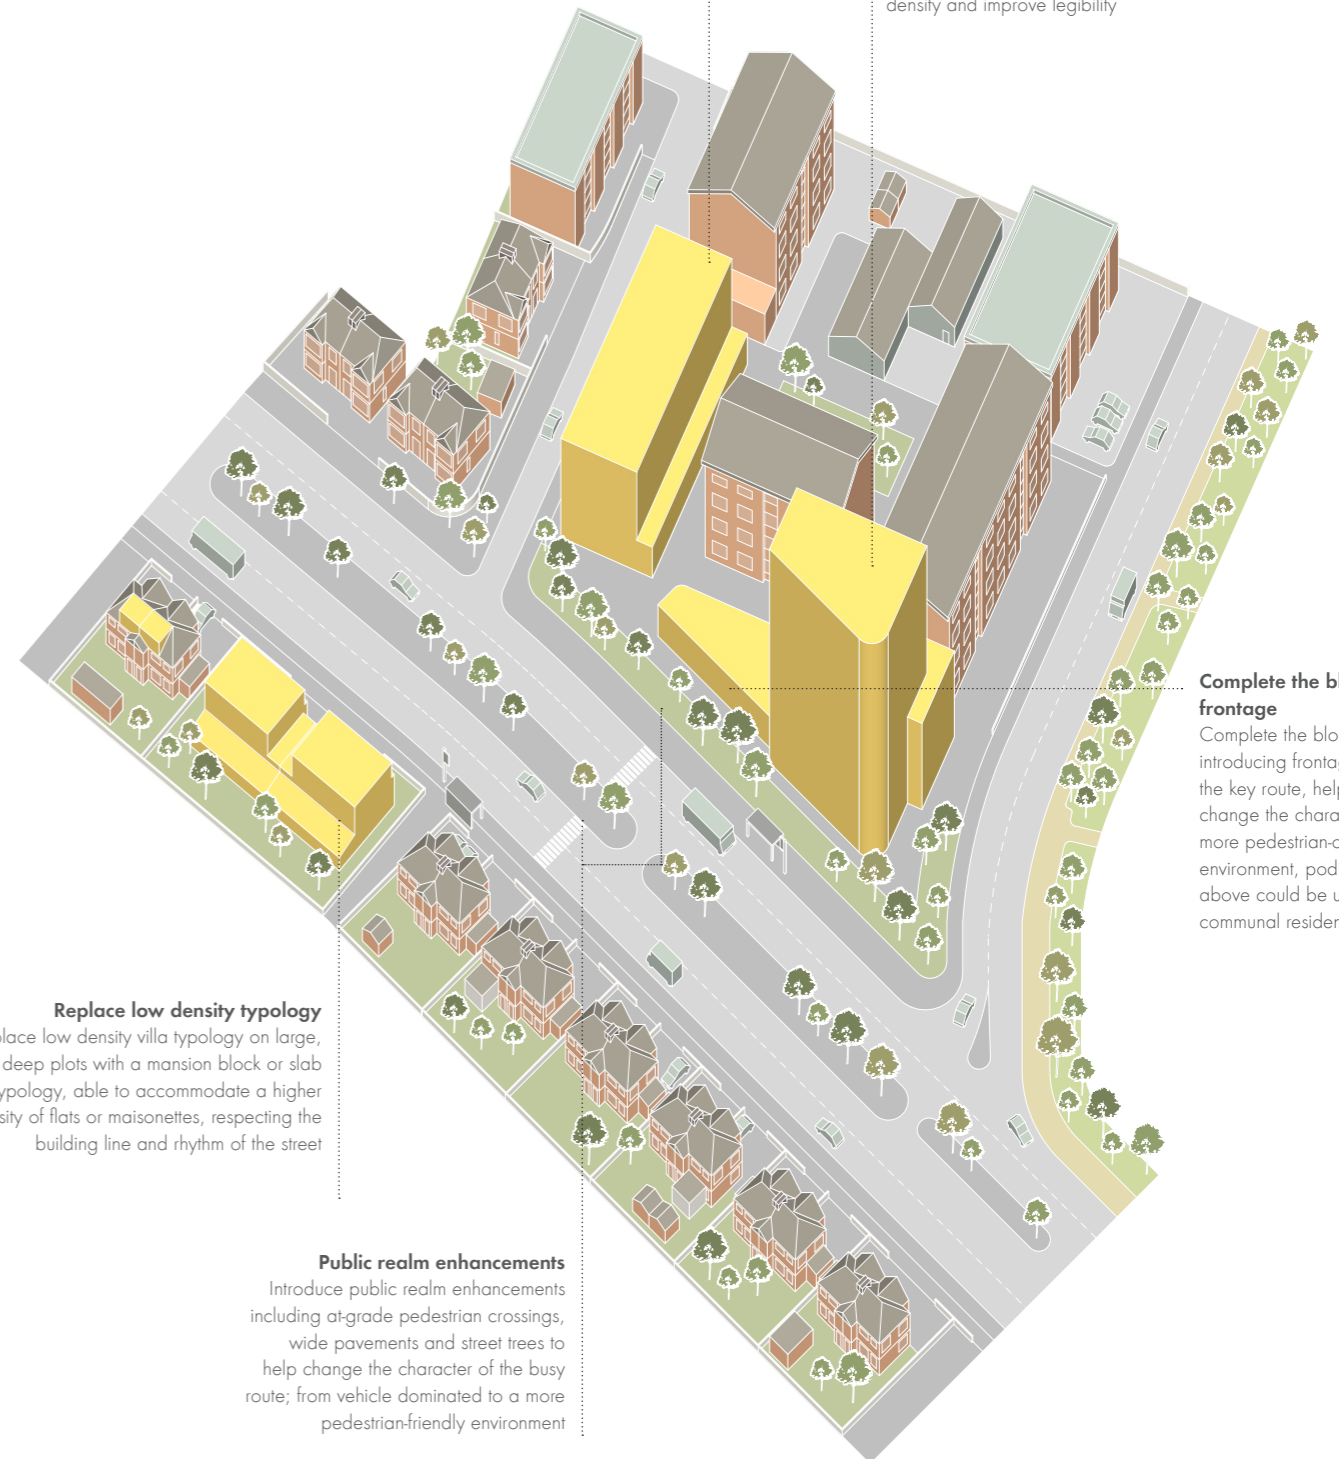 density and improve legibility
Complete the bl
frontage
Complete the blo
introducing frontag
the key route, help
change the chara
more pedestrian-o
environment, pod
above could be u
communal residen
Replace low density typology
place low density villa typology on large,
deep plots with a mansion block or slab
typology, able to accommodate a higher
sity of flats or maisonettes, respecting the
building line and rhythm of the street
Public realm enhancements
Introduce public realm enhancements
including at-grade pedestrian crossings,
wide pavements and street trees to
help change the character of the busy
route; from vehicle dominated to a more
pedestrian-friendly environment